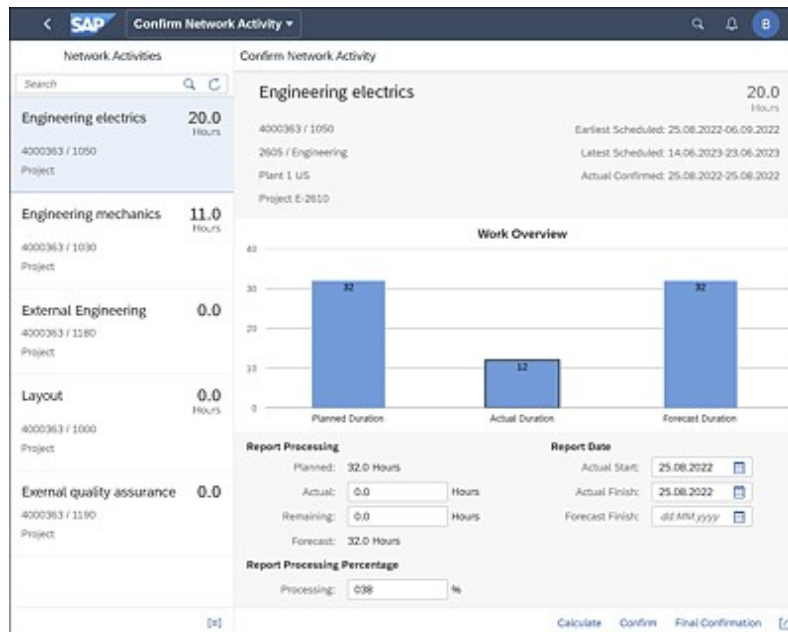 SAP Confirm Network Activity
B
Network Activities
Search
Engineering electrics 20.0
Hours
4000363 / 1050
Project
Engineering mechanics 11.0
Hours
4000363 / 1030
Project
External Engineering 0.0
4000363 / 1180
Project
Layout 0.0
Hours
4000363 / 1000
Project
Exernal quality assurance 0.0
4000363 / 1190
Project
Confirm Network Activity
Engineering electrics 20.0
Hours
4000363 / 1050 Earliest Scheduled: 25.08.2022-06.09.2022
2605 / Engineering Latest Scheduled: 14.06.2023-23.06.2023
Plant 1 US Actual Confirmed: 25.08.2022-25.08.2022
Project E-2610
Work Overview
40
30
20
10
0
32
12
32
Planned Duration Actual Duration Forecast Duration
Report Processing
Planned: 32.0 Hours
Actual: 0.0 Hours
Remaining: 0.0 Hours
Forecast: 32.0 Hours
Report Processing Percentage
Processing: 038 %
Report Date
Actual Start: 25.08.2022
Actual Finish: 25.08.2022
Forecast Finish: dd.MM.yyyy
Calculate Confirm Final Confirmation